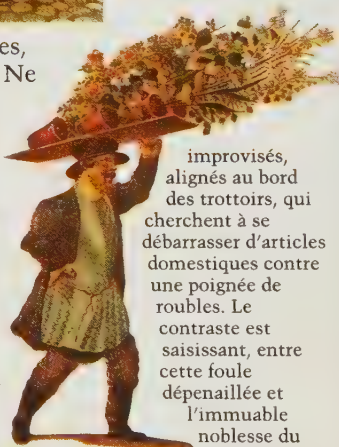 es,
Ne
improvisés,
alignés au bord
des trottoirs, qui
cherchent à se
débarrasser d'articles
domestiques contre
une poignée de
roubles. Le
contraste est
saisissant, entre
cette foule
dépenaillée et
l'immuable
noblesse du